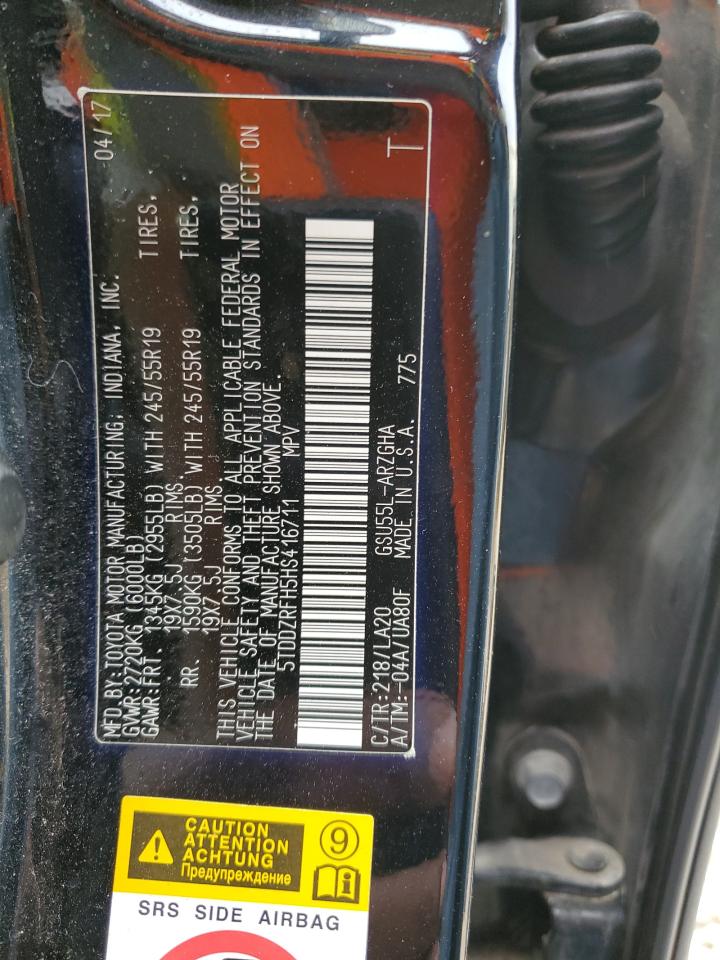 MFD.BY:TOYOTA MOTOR MANUFACTURING, INDIANA, INC. 04/17
GVWR:2720KG (6000LB)
GAWR:FRT. 1345KG (2955LB) WITH 245/55R19 TIRES.
19X7.5J RIMS.
RR. 1590KG (3505LB) WITH 245/55R19 TIRES.
19X7.5J RIMS
THIS VEHICLE CONFORMS TO ALL APPLICABLE FEDERAL MOTOR
VEHICLE SAFETY AND THEFT PREVENTION STANDARDS IN EFFECT ON
THE DATE OF MANUFACTURE SHOWN ABOVE.
5TDDZRFH5HS416711 MPV
T
C/TR:218/LA20 GSU55L-ARZGHA
A/TM:-04A/UA80F MADE IN U.S.A. 775
CAUTION
ATTENTION
ACHTUNG
Предупреждение
9
SRS SIDE AIRBAG